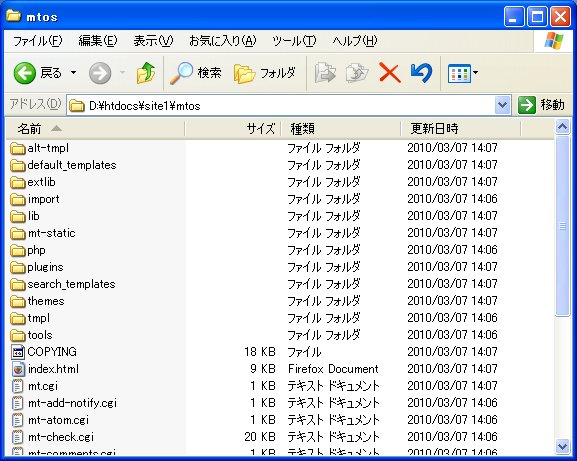 mtos
ファイル(F) 編集(E) 表示(V) お気に入り(A) ツール(T) ヘルプ(H)
戻る 検索 フォルダ
アドレス(D) D:¥htdocs¥site1¥mtos 移動
名前 サイズ 種類 更新日時
alt-tmpl ファイル フォルダ 2010/03/07 14:07
default_templates ファイル フォルダ 2010/03/07 14:07
extlib ファイル フォルダ 2010/03/07 14:07
import ファイル フォルダ 2010/03/07 14:06
lib ファイル フォルダ 2010/03/07 14:06
mt-static ファイル フォルダ 2010/03/07 14:07
php ファイル フォルダ 2010/03/07 14:06
plugins ファイル フォルダ 2010/03/07 14:07
search_templates ファイル フォルダ 2010/03/07 14:06
themes ファイル フォルダ 2010/03/07 14:07
tmpl ファイル フォルダ 2010/03/07 14:06
tools ファイル フォルダ 2010/03/07 14:06
COPYING 18 KB ファイル 2010/03/07 14:07
index.html 9 KB Firefox Document 2010/03/07 14:07
mt.cgi 1 KB テキスト ドキュメント 2010/03/07 14:07
mt-add-notify.cgi 1 KB テキスト ドキュメント 2010/03/07 14:06
mt-atom.cgi 1 KB テキスト ドキュメント 2010/03/07 14:06
mt-check.cgi 20 KB テキスト ドキュメント 2010/03/07 14:07
mt-comments.cgi 1 KB テキスト ドキュメント 2010/03/07 14:06